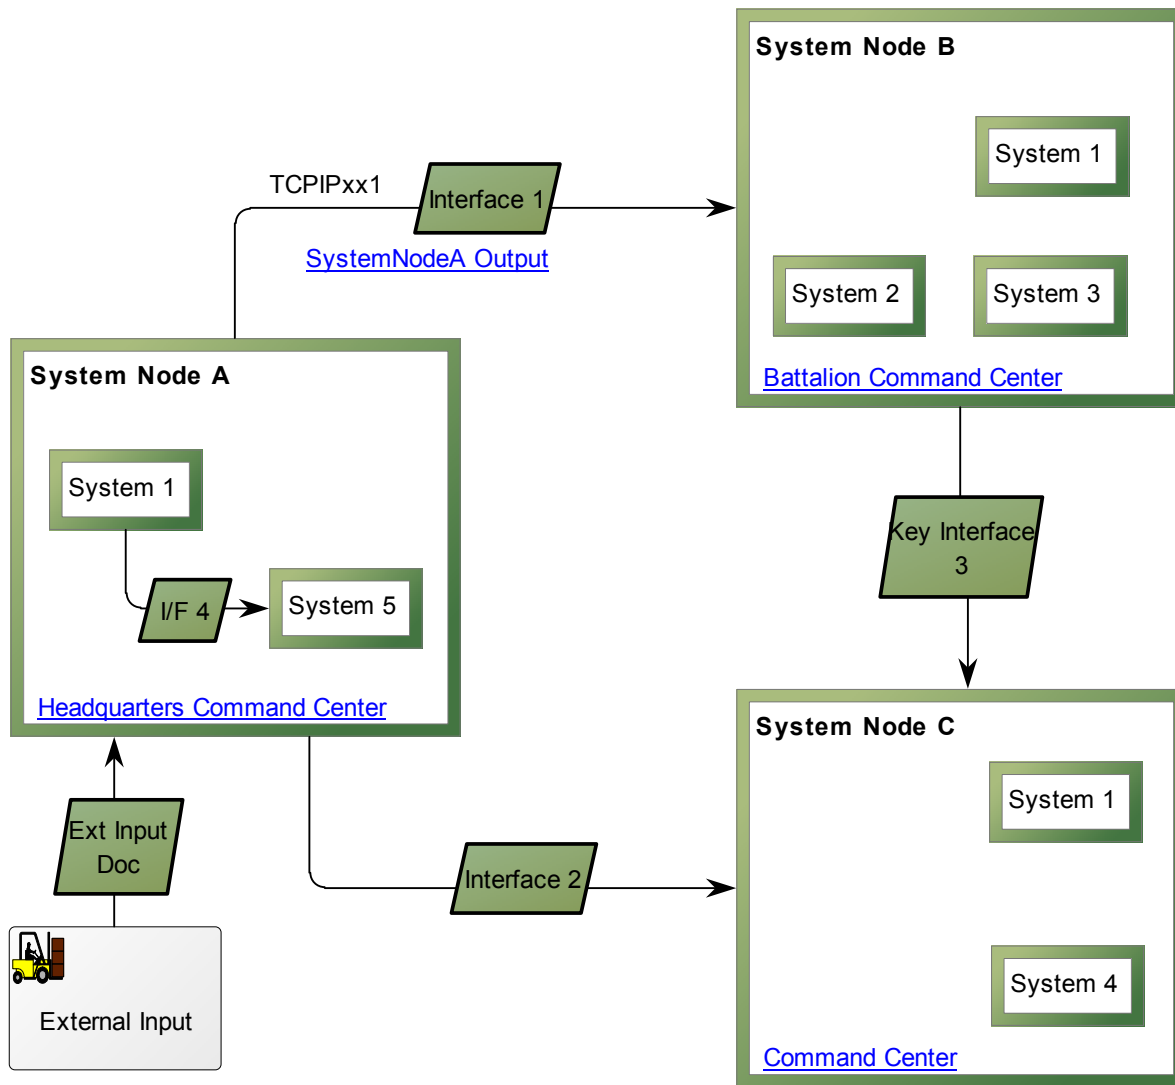 System Node B
System 1
TCPIPxx1
Interface 1
SystemNodeA Output
System 2
System 3
Battalion Command Center
System Node A
System 1
I/F 4
System 5
Headquarters Command Center
Key Interface
3
System Node C
System 1
Ext Input
Doc
Interface 2
External Input
System 4
Command Center